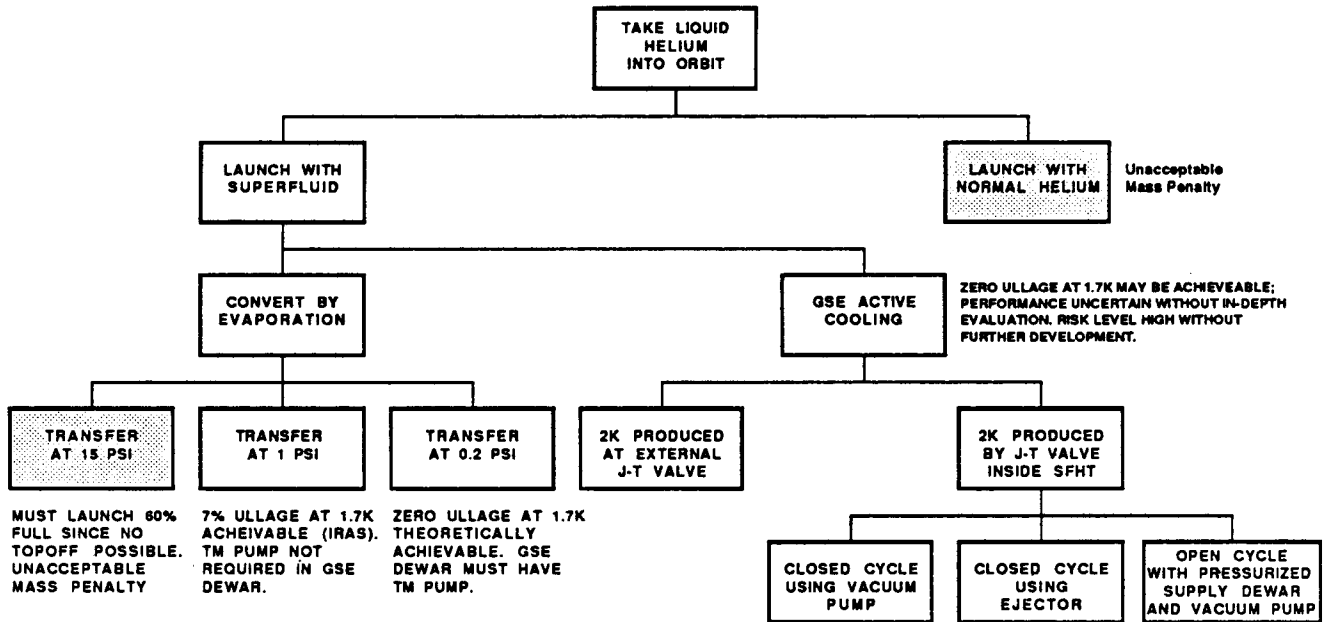 TAKE LIQUID
HELIUM
INTO ORBIT
LAUNCH WITH
SUPERFLUID
LAUNCH WITH
NORMAL HELIUM
Unacceptable
Mass Penalty
CONVERT BY
EVAPORATION
GSE ACTIVE
COOLING
ZERO ULLAGE AT 1.7K MAY BE ACHIEVEABLE;
PERFORMANCE UNCERTAIN WITHOUT IN-DEPTH
EVALUATION. RISK LEVEL HIGH WITHOUT
FURTHER DEVELOPMENT.
TRANSFER
AT 15 PSI
TRANSFER
AT 1 PSI
TRANSFER
AT 0.2 PSI
2K PRODUCED
AT EXTERNAL
J-T VALVE
2K PRODUCED
BY J-T VALVE
INSIDE SFHT
MUST LAUNCH 60%
FULL SINCE NO
TOPOFF POSSIBLE.
UNACCEPTABLE
MASS PENALTY
7% ULLAGE AT 1.7K
ACHEIVABLE (IRAS).
TM PUMP NOT
REQUIRED IN GSE
DEWAR.
ZERO ULLAGE AT 1.7K
THEORETICALLY
ACHIEVABLE. GSE
DEWAR MUST HAVE
TM PUMP.
CLOSED CYCLE
USING VACUUM
PUMP
CLOSED CYCLE
USING
EJECTOR
OPEN CYCLE
WITH PRESSURIZED
SUPPLY DEWAR
AND VACUUM PUMP